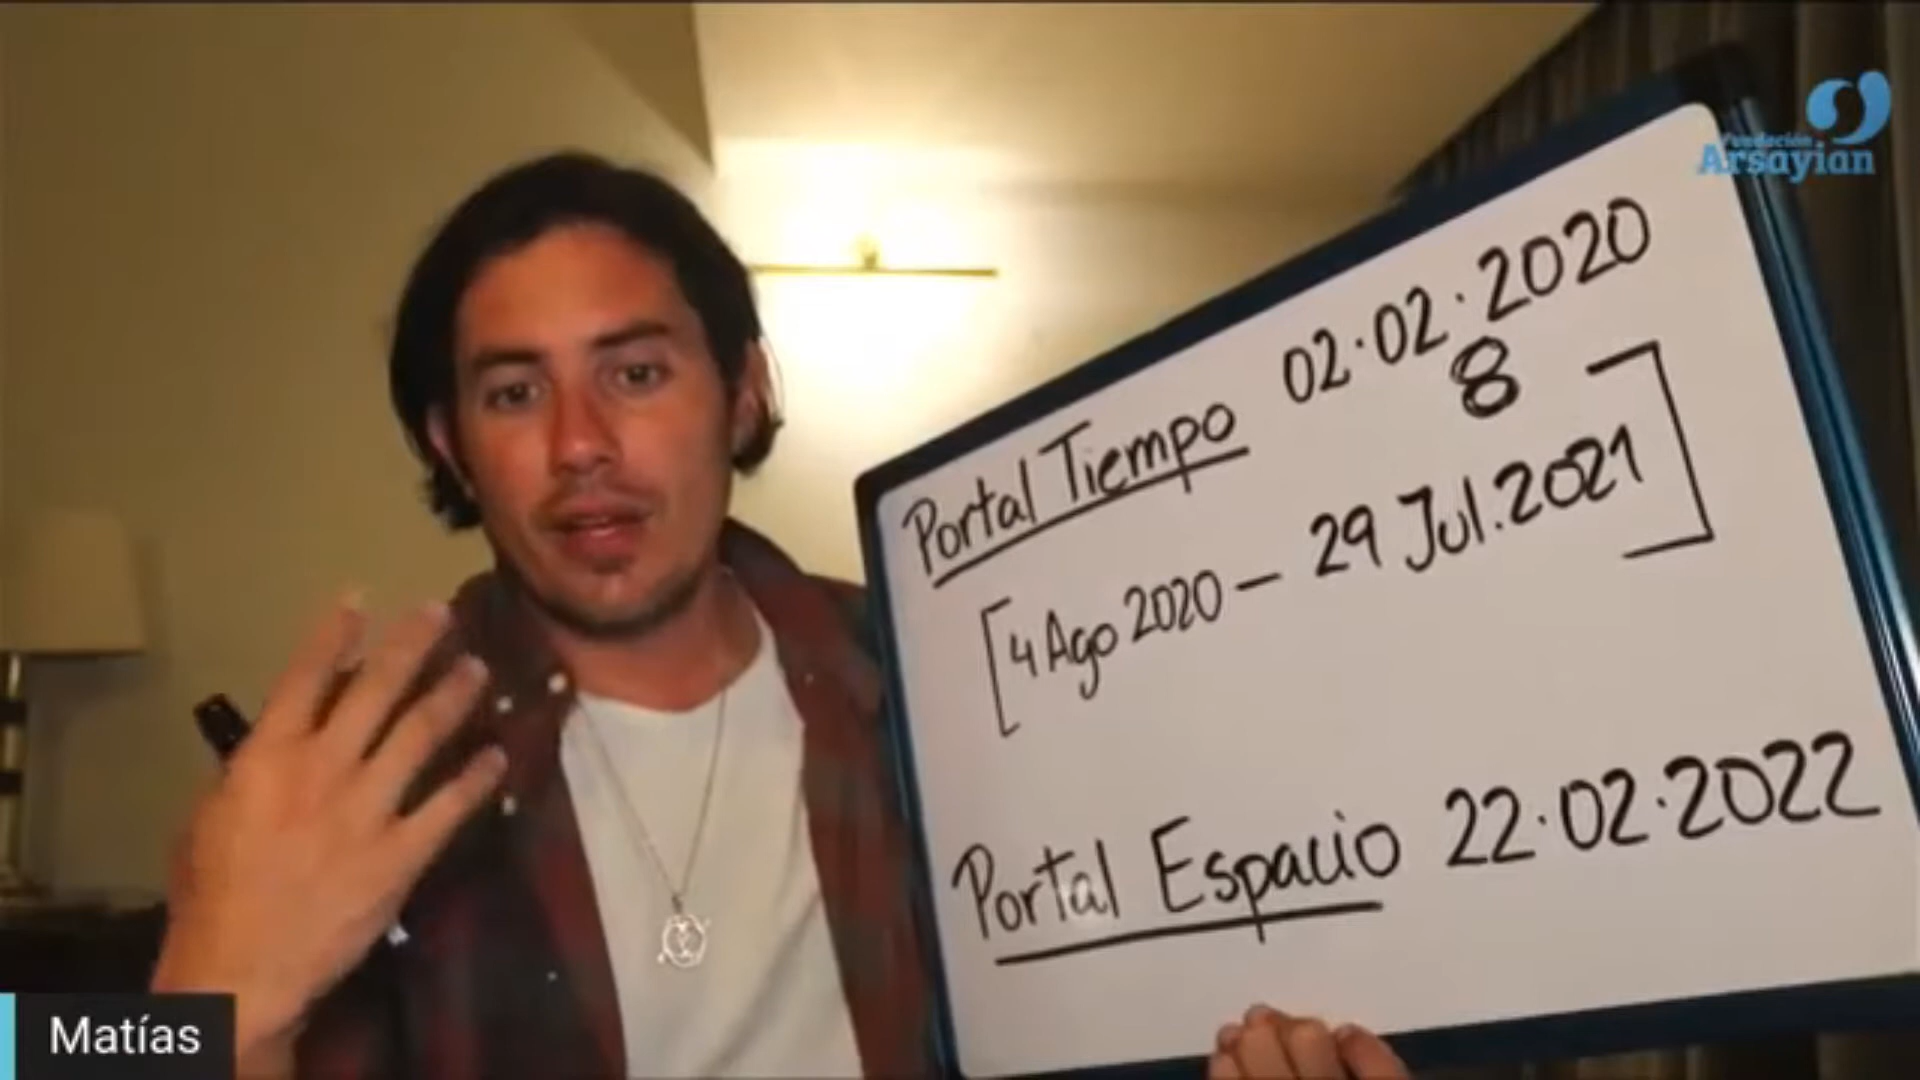 Fundación
Arsayian
Portal Tiempo 02.02.2020
8
[4 Ago 2020 – 29 Jul. 2021]
Portal Espacio 22.02.2022
Matías